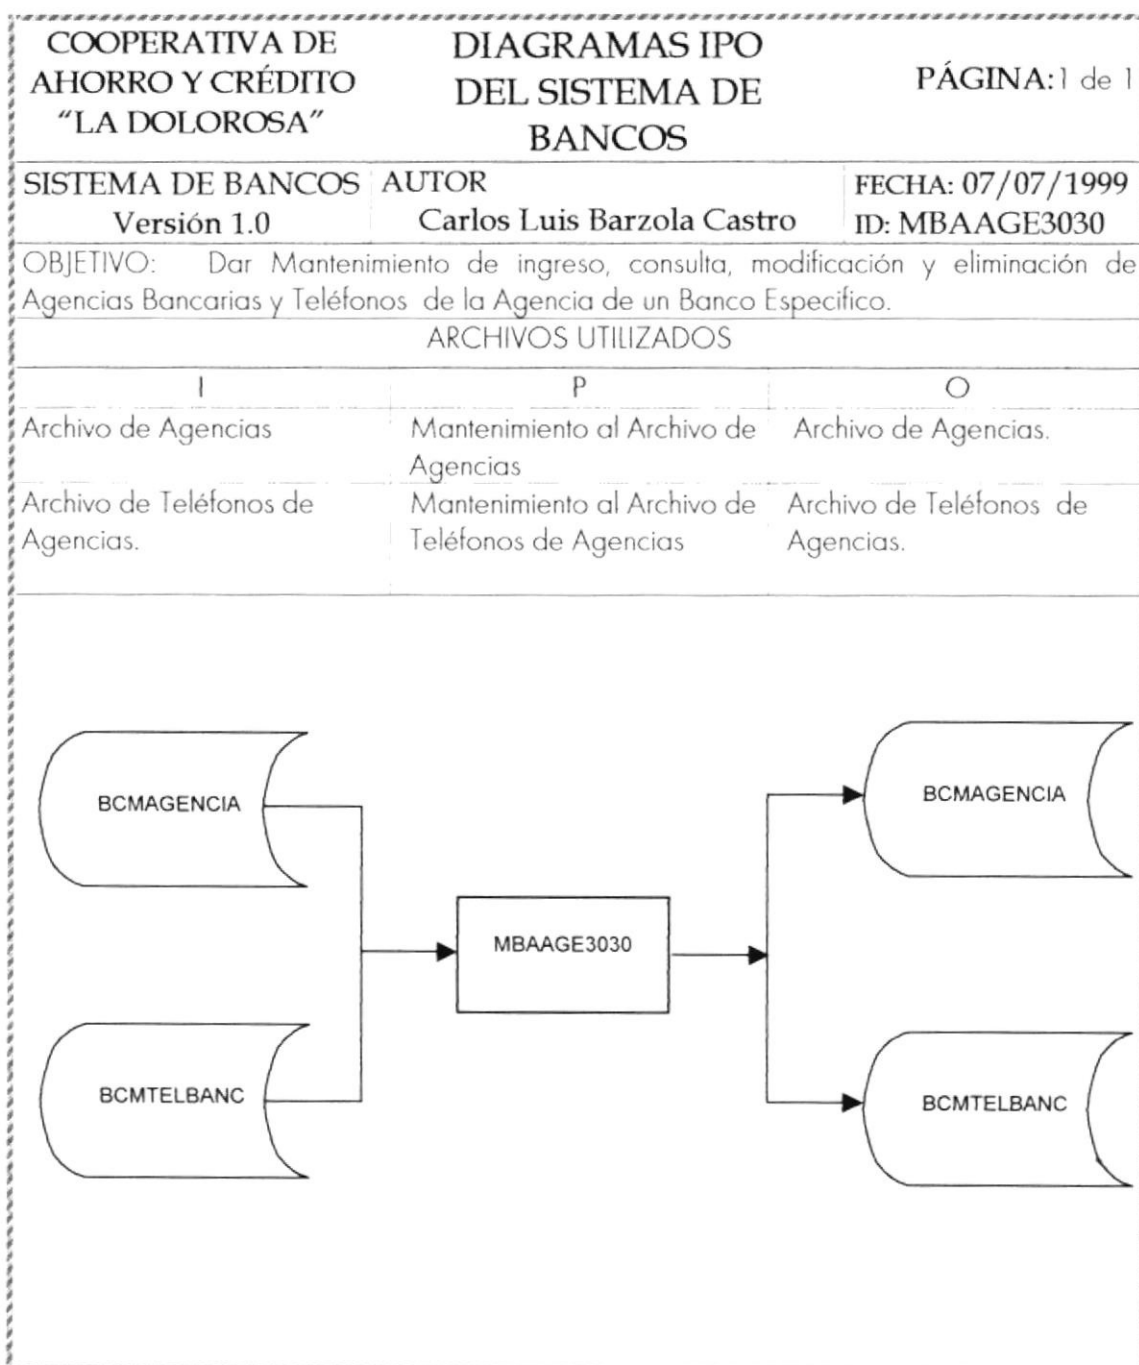 COOPERATIVA DE
AHORRO Y CRÉDITO
"LA DOLOROSA"
DIAGRAMAS IPO
DEL SISTEMA DE
BANCOS
PÁGINA:1 de 1
SISTEMA DE BANCOS
Versión 1.0
AUTOR
Carlos Luis Barzola Castro
FECHA: 07/07/1999
ID: MBAAGE3030
OBJETIVO: Dar Mantenimiento de ingreso, consulta, modificación y eliminación de
Agencias Bancarias y Teléfonos de la Agencia de un Banco Especifico.
ARCHIVOS UTILIZADOS
I
P
O
Archivo de Agencias
Mantenimiento al Archivo de
Agencias
Archivo de Agencias.
Archivo de Teléfonos de
Agencias.
Mantenimiento al Archivo de
Teléfonos de Agencias
Archivo de Teléfonos de
Agencias.
BCMAGENCIA
BCMAGENCIA
MBAAGE3030
BCMTELBANC
BCMTELBANC